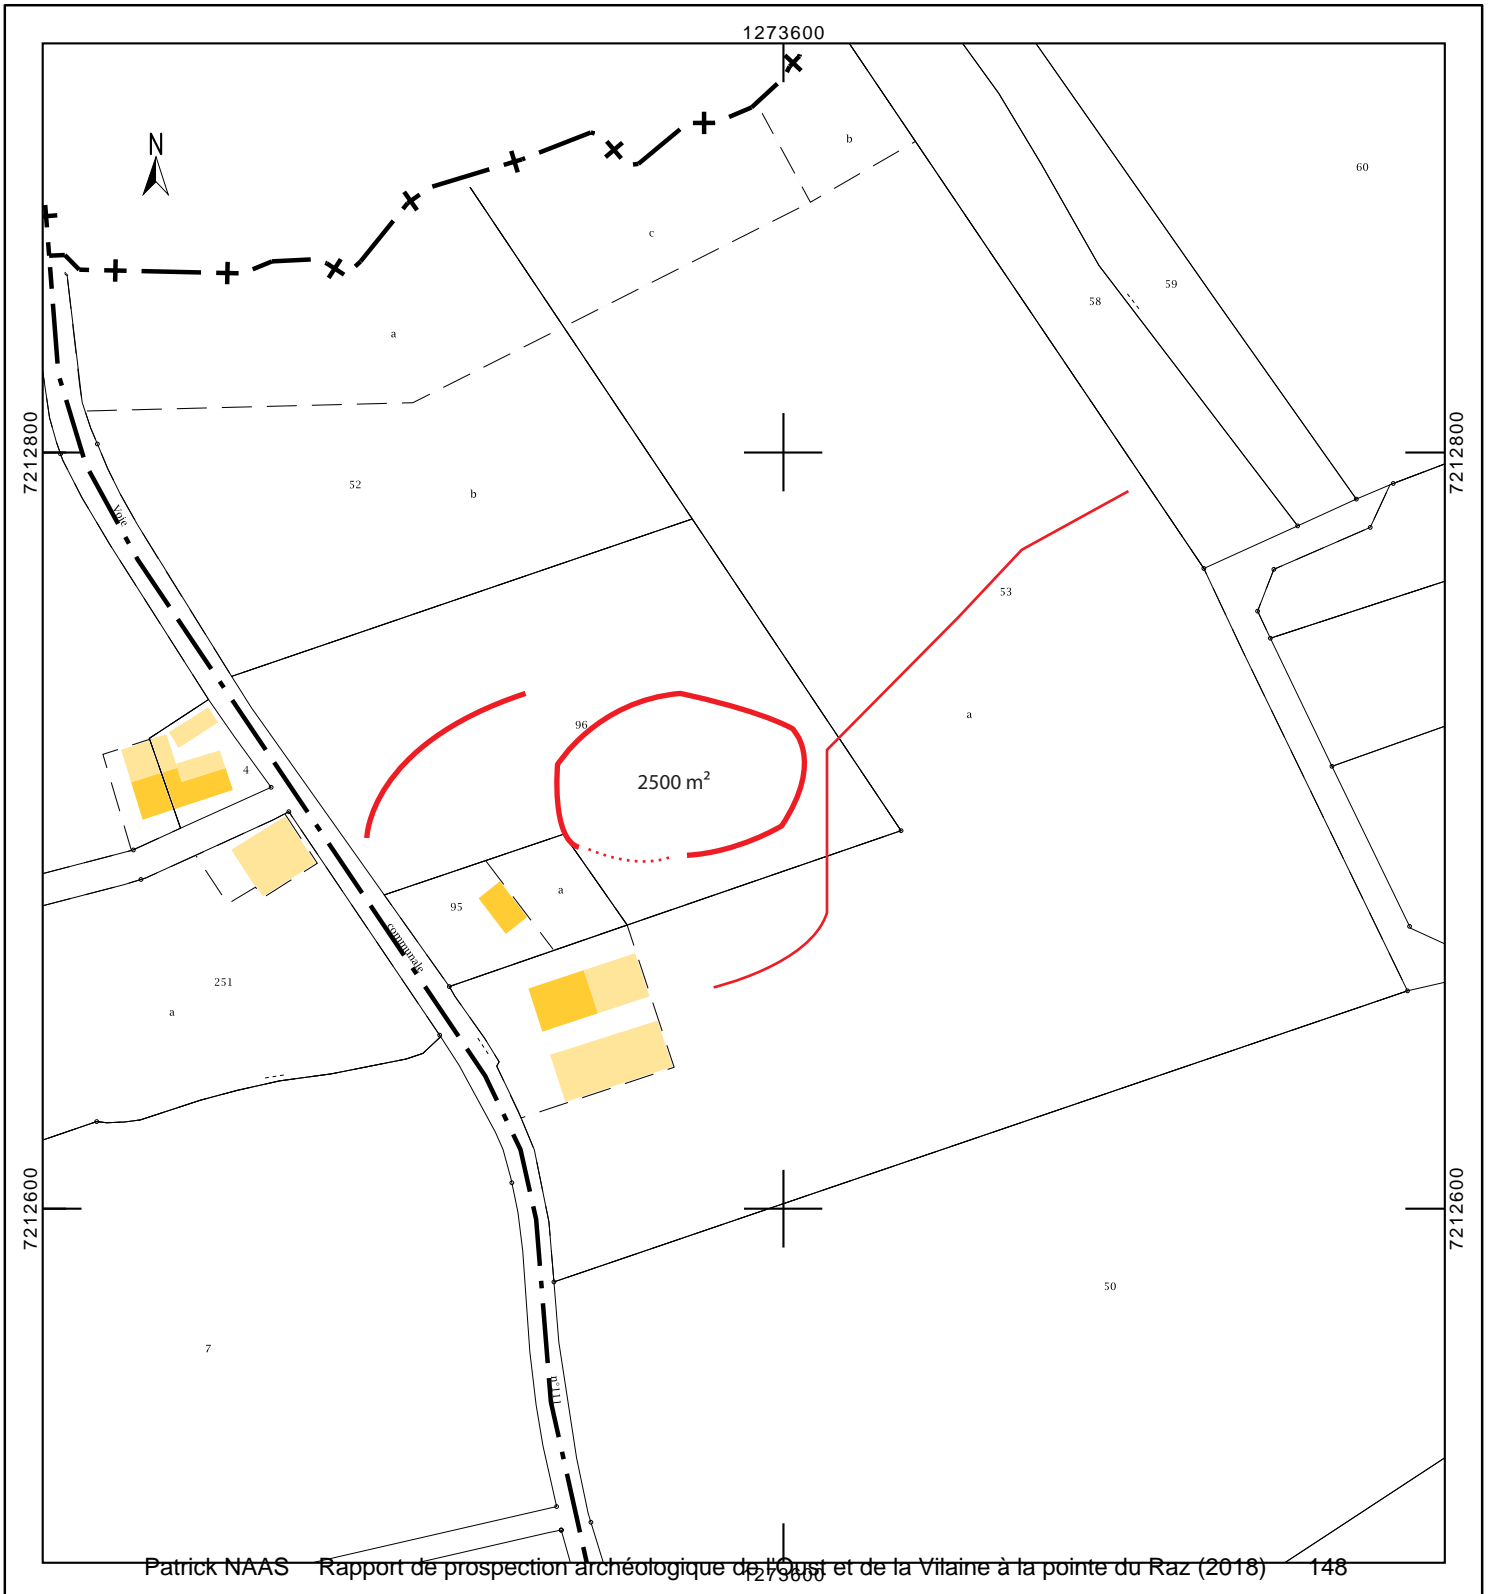 1273600
N
b
60
c
59
58
a
7212800
7212800
52
b
Voie
53
96
a
4
2500 m²
a
95
communale
251
a
7212600
7212600
50
7
n°111
Patrick NAAS Rapport de prospection archéologique de l'Oust et de la Vilaine à la pointe du Raz (2018) 148
1273600